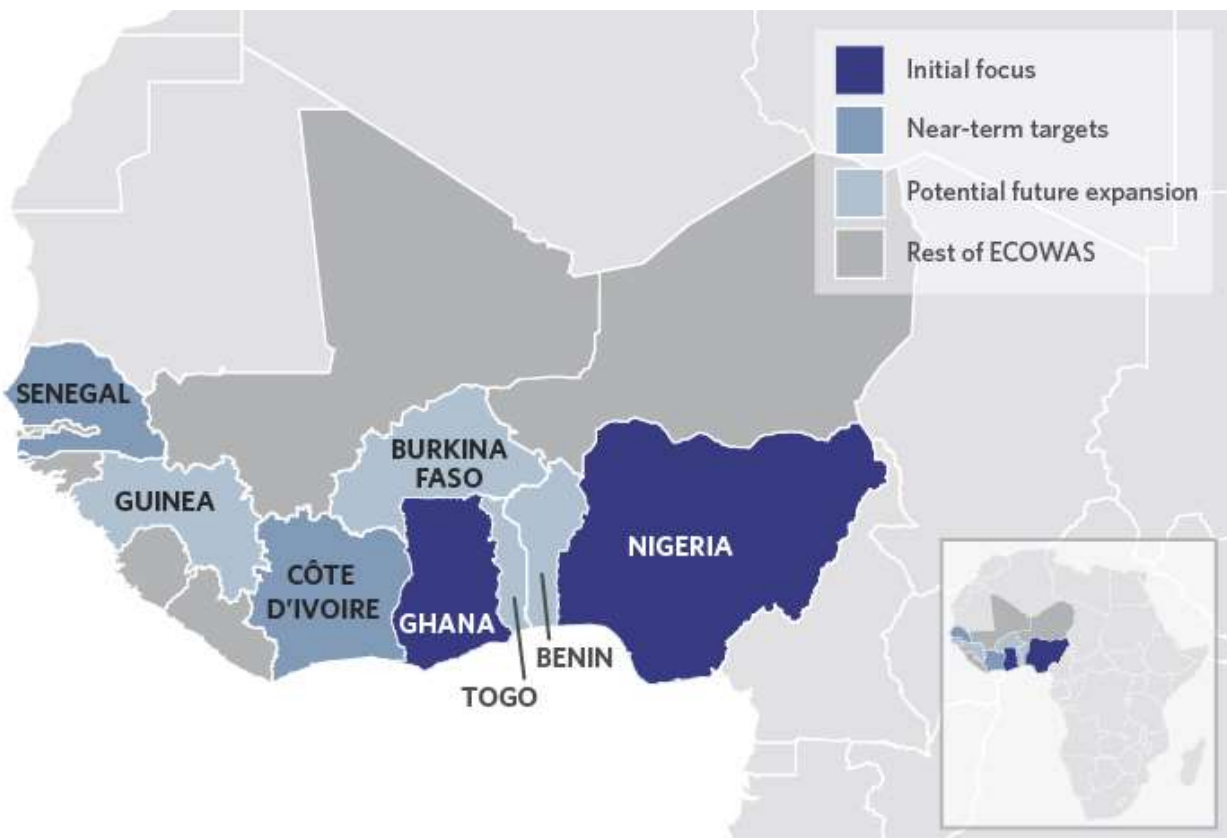 Initial focus
Near-term targets
Potential future expansion
Rest of ECOWAS
SENEGAL
BURKINA
FASO
GUINEA
NIGERIA
CÔTE
D'IVOIRE
GHANA
BENIN
TOGO